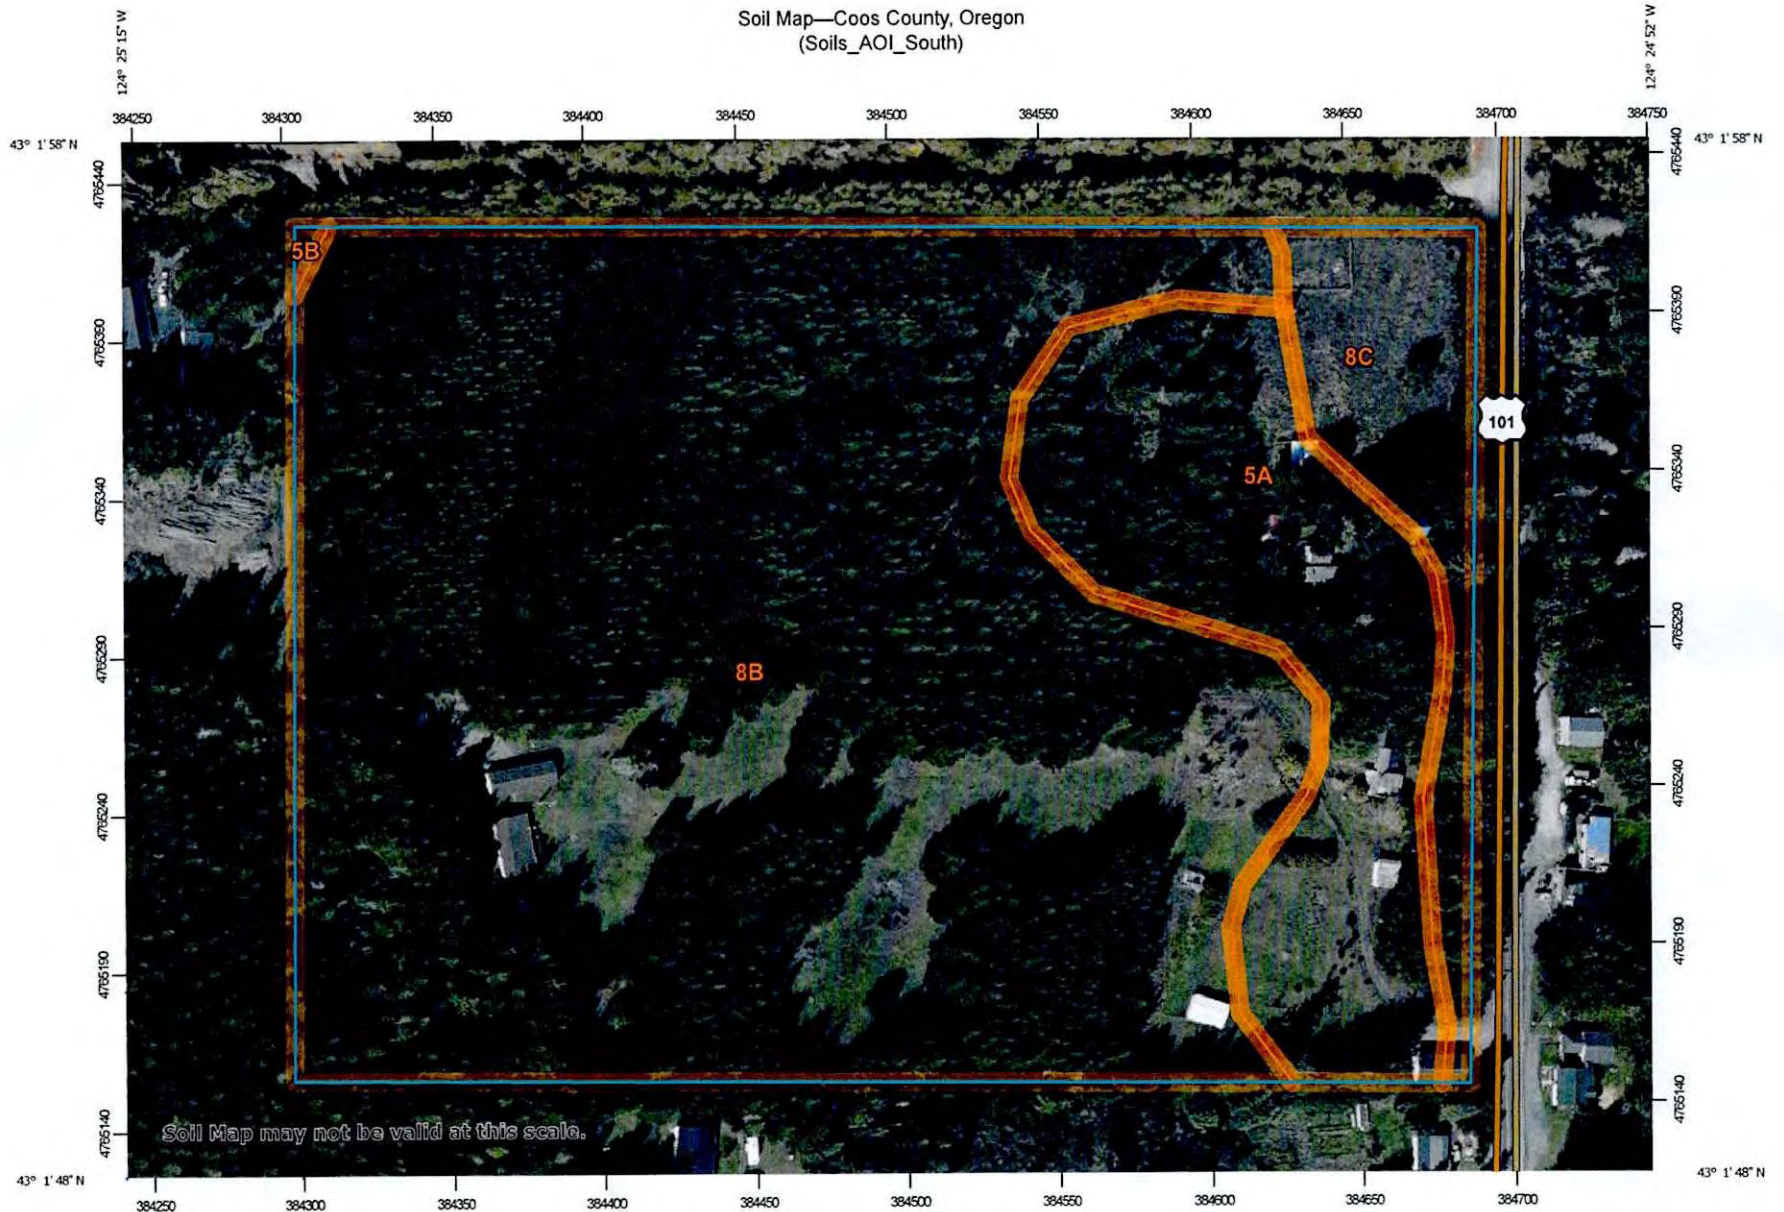 Soil Map—Coos County, Oregon
(Soils_AOI_South)
124° 25' 15" W
124° 24' 52" W
384250
384300
384350
384400
384450
384500
384550
384600
384650
384700
384750
43° 1' 58" N
43° 1' 58" N
4765440
4765390
4765340
4765290
4765240
4765190
4765140
5B
8C
101
5A
8B
4765440
4765390
4765340
4765290
4765240
4765190
4765140
Soil Map may not be valid at this scale.
43° 1' 48" N
43° 1' 48" N
384250
384300
384350
384400
384450
384500
384550
384600
384650
384700